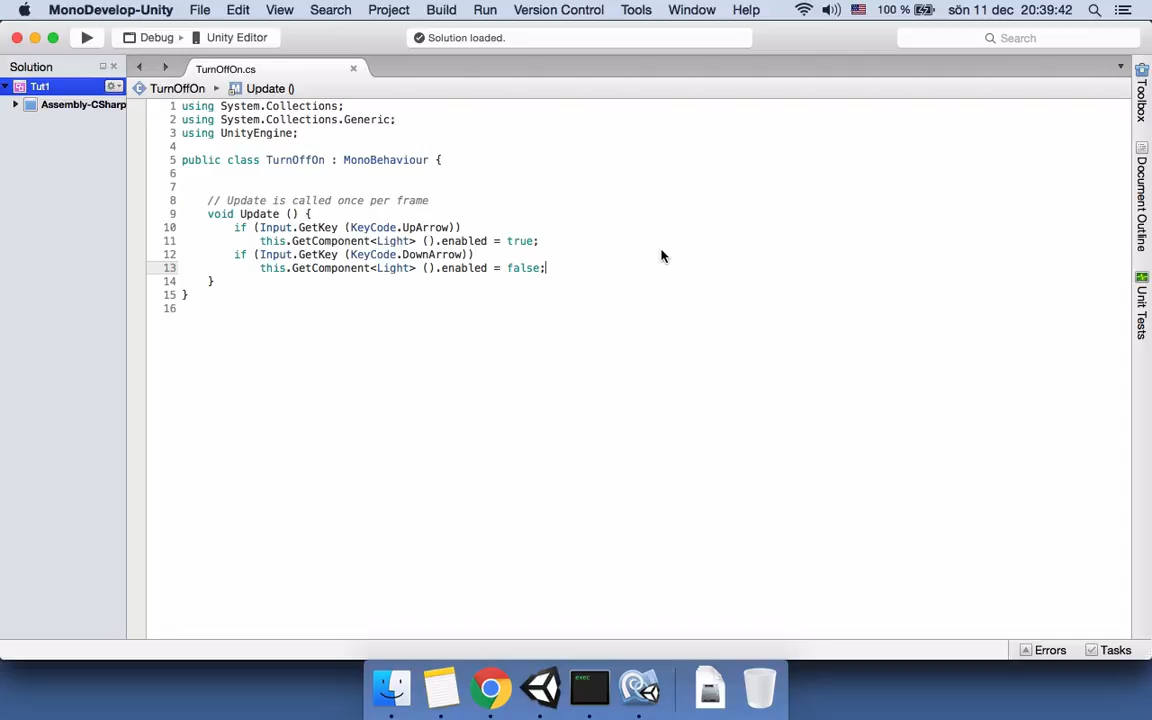 MonoDevelop-Unity File Edit View Search Project Build Run Version Control Tools Window Help 100 % sön 11 dec 20:39:42
Debug Unity Editor Solution loaded. Search
Solution TurnOffOn.cs
Tut1 TurnOffOn Update ()
Assembly-CSharp
1 using System.Collections;
2 using System.Collections.Generic;
3 using UnityEngine;
4
5 public class TurnOffOn : MonoBehaviour {
6
7
8 // Update is called once per frame
9 void Update () {
10 if (Input.GetKey (KeyCode.UpArrow))
11 this.GetComponent<Light> ().enabled = true;
12 if (Input.GetKey (KeyCode.DownArrow))
13 this.GetComponent<Light> ().enabled = false;
14 }
15 }
16
Toolbox
Document Outline
Unit Tests
Errors Tasks
exec